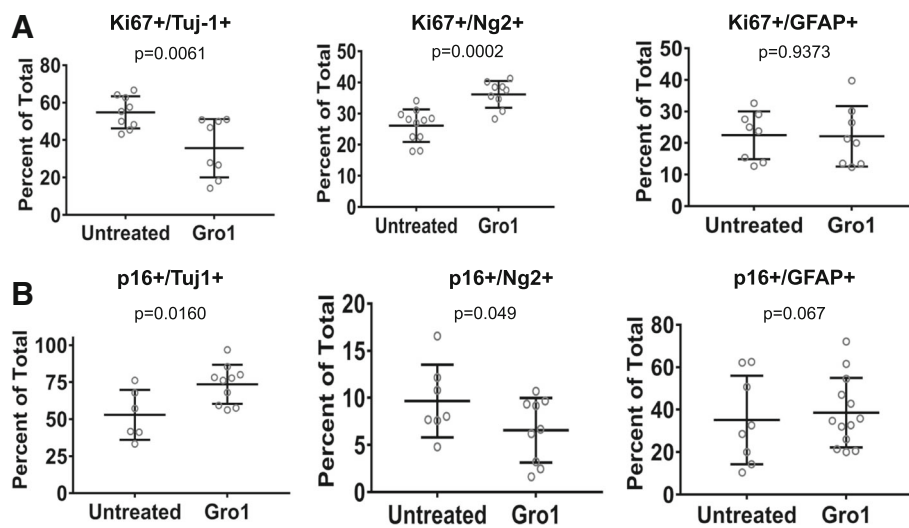 A
Ki67+/Tuj-1+
p=0.0061
Percent of Total
80
60
40
20
0
Untreated Gro1
Ki67+/Ng2+
p=0.0002
Percent of Total
50
40
30
20
10
0
Untreated Gro1
Ki67+/GFAP+
p=0.9373
Percent of Total
50
40
30
20
10
0
Untreated Gro1
B
p16+/Tuj1+
p=0.0160
Percent of Total
100
75
50
25
0
Untreated Gro1
p16+/Ng2+
p=0.049
Percent of Total
20
15
10
5
0
Untreated Gro1
p16+/GFAP+
p=0.067
Percent of Total
80
60
40
20
0
Untreated Gro1